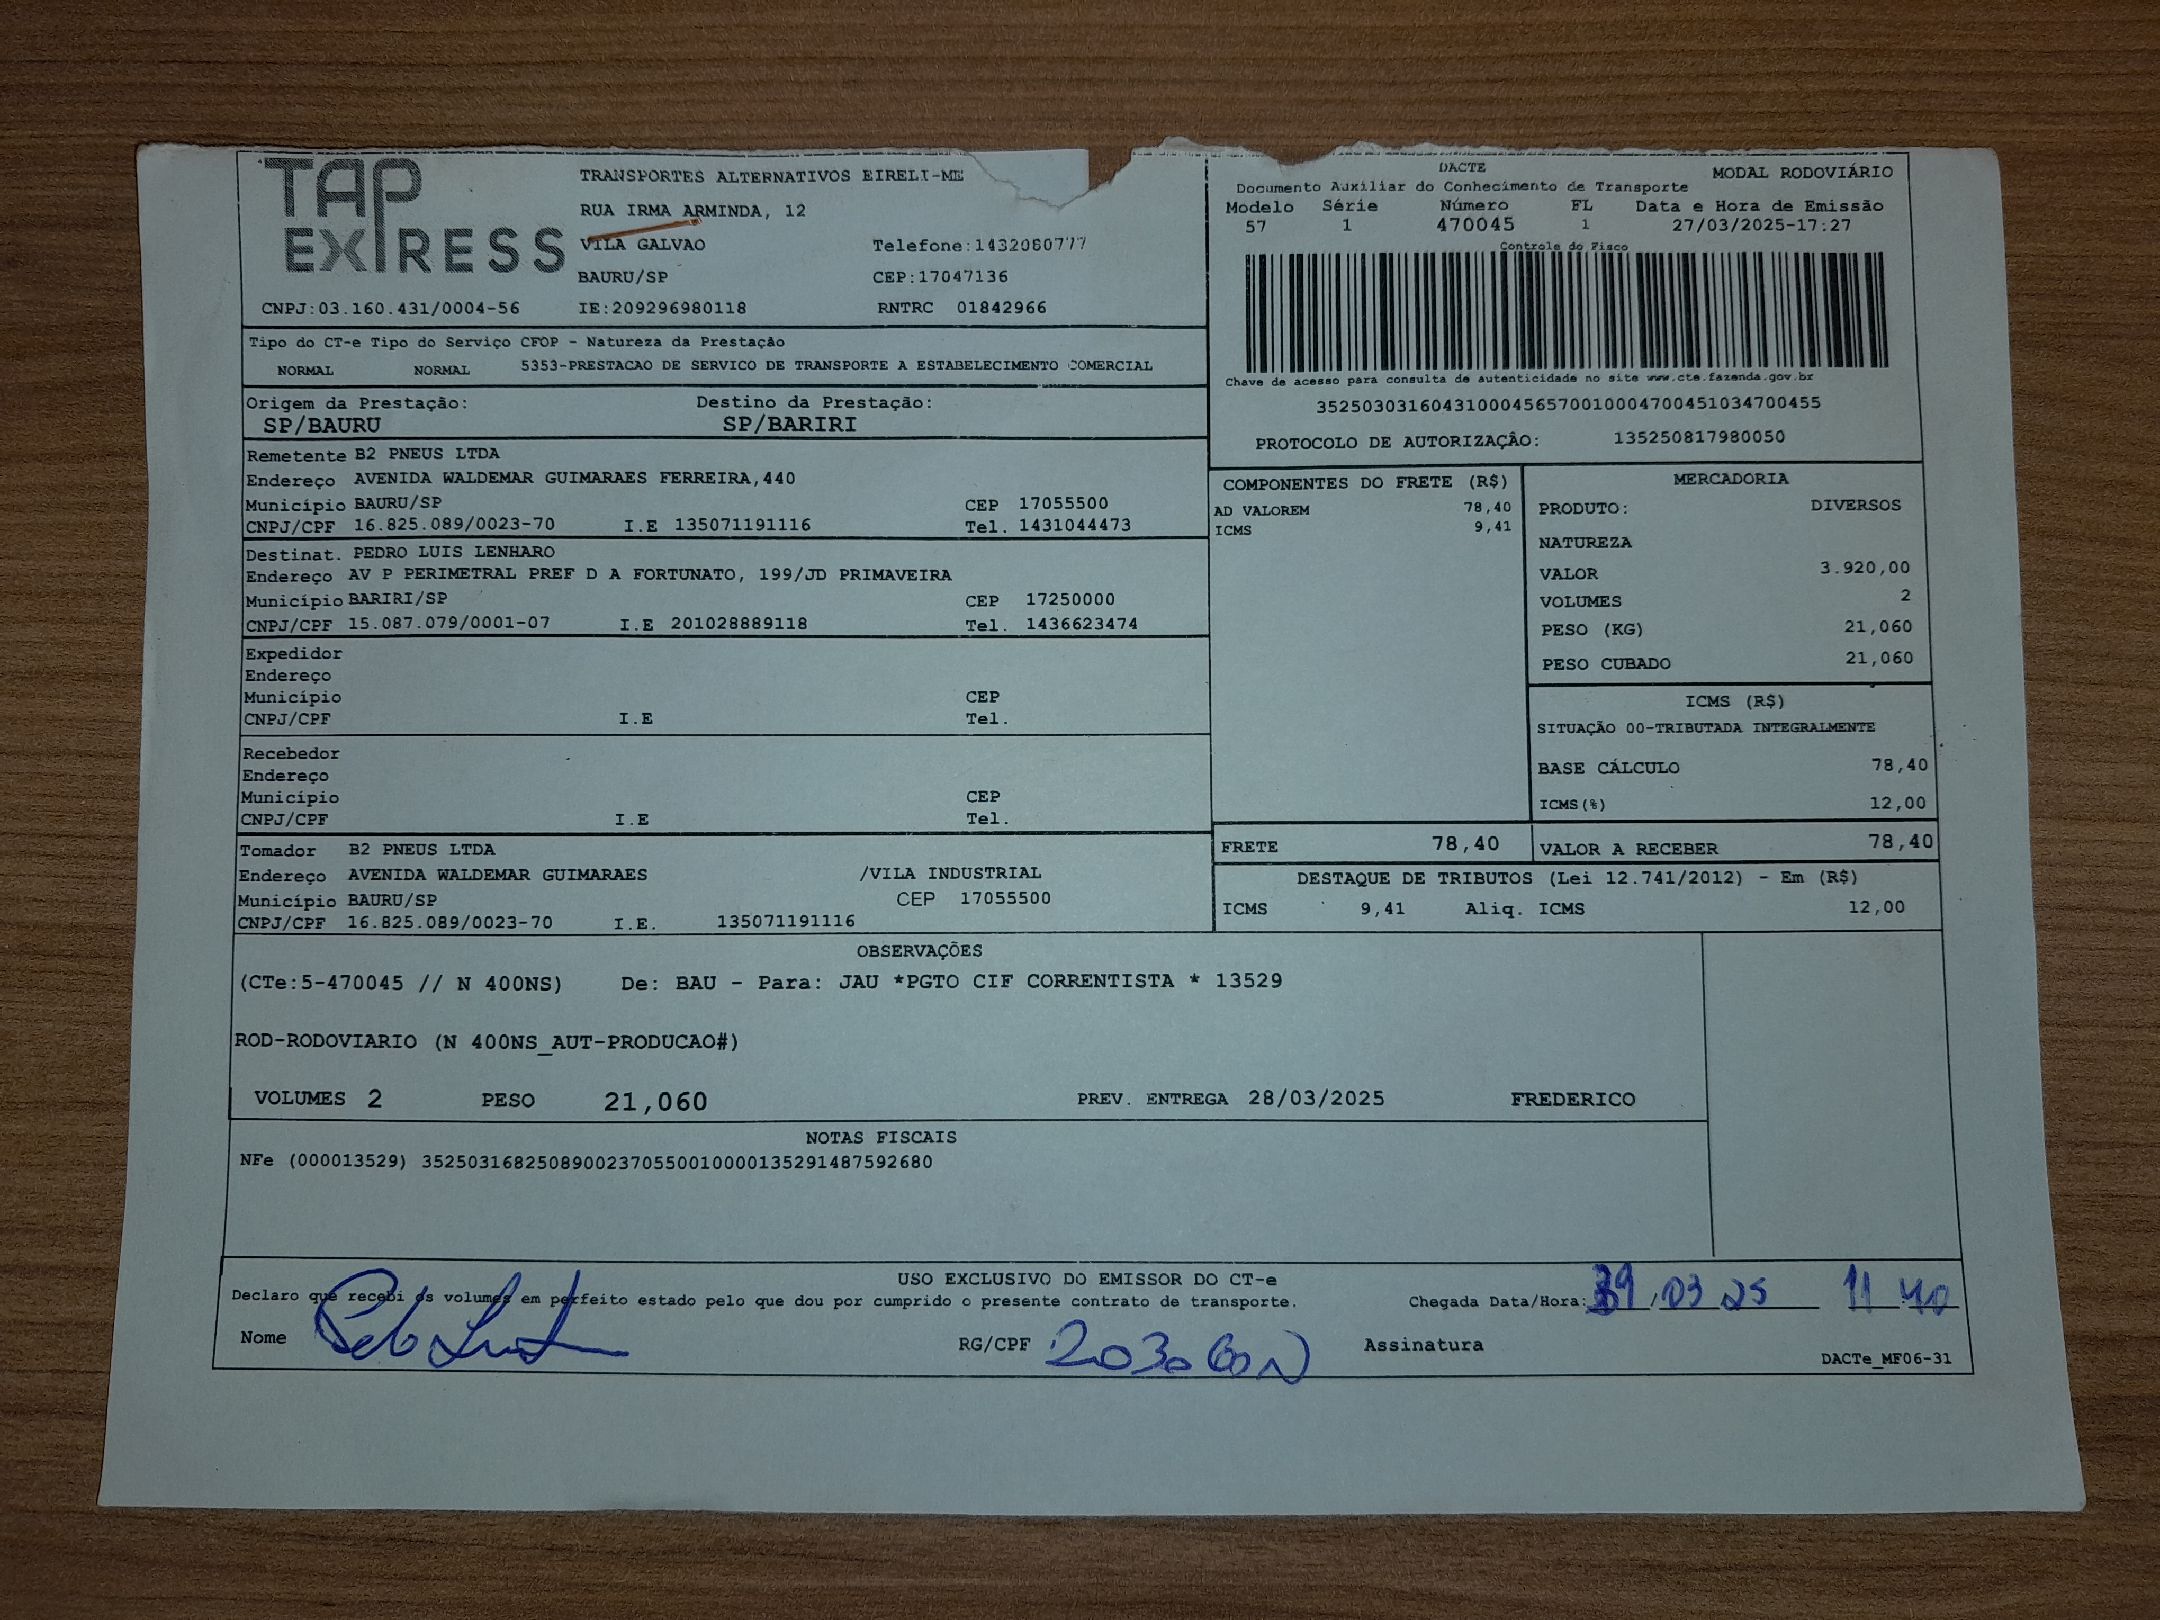 TAP
EXPRESS
TRANSPORTES ALTERNATIVOS EIRELI-ME
RUA IRMA ARMINDA, 12
VILA GALVAO Telefone:1432080777
BAURU/SP CEP:17047136
CNPJ:03.160.431/0004-56 IE:209296980118 RNTRC 01842966
DACTE MODAL RODOVIÁRIO
Documento Auxiliar do Conhecimento de Transporte
Modelo Série Número FL Data e Hora de Emissão
57 1 470045 1 27/03/2025-17:27
Controle do Fisco
Chave de acesso para consulta de autenticidade no site www.cte.fazenda.gov.br
35250303160431000456570010004700451034700455
PROTOCOLO DE AUTORIZAÇÃO: 135250817980050
Tipo do CT-e Tipo do Serviço CFOP - Natureza da Prestação
NORMAL NORMAL 5353-PRESTACAO DE SERVICO DE TRANSPORTE A ESTABELECIMENTO COMERCIAL
Origem da Prestação: Destino da Prestação:
SP/BAURU SP/BARIRI
Remetente B2 PNEUS LTDA
Endereço AVENIDA WALDEMAR GUIMARAES FERREIRA,440
Município BAURU/SP CEP 17055500
CNPJ/CPF 16.825.089/0023-70 I.E 135071191116 Tel. 1431044473
Destinat. PEDRO LUIS LENHARO
Endereço AV P PERIMETRAL PREF D A FORTUNATO, 199/JD PRIMAVEIRA
Município BARIRI/SP CEP 17250000
CNPJ/CPF 15.087.079/0001-07 I.E 201028889118 Tel. 1436623474
Expedidor
Endereço
Município CEP
CNPJ/CPF I.E Tel.
Recebedor
Endereço
Município CEP
CNPJ/CPF I.E Tel.
Tomador B2 PNEUS LTDA
Endereço AVENIDA WALDEMAR GUIMARAES /VILA INDUSTRIAL
Município BAURU/SP CEP 17055500
CNPJ/CPF 16.825.089/0023-70 I.E. 135071191116
COMPONENTES DO FRETE (R$)
AD VALOREM 78,40
ICMS 9,41
MERCADORIA
PRODUTO: DIVERSOS
NATUREZA
VALOR 3.920,00
VOLUMES 2
PESO (KG) 21,060
PESO CUBADO 21,060
ICMS (R$)
SITUAÇÃO 00-TRIBUTADA INTEGRALMENTE
BASE CÁLCULO 78,40
ICMS(%) 12,00
FRETE 78,40 VALOR A RECEBER 78,40
DESTAQUE DE TRIBUTOS (Lei 12.741/2012) - Em (R$)
ICMS 9,41 Aliq. ICMS 12,00
OBSERVAÇÕES
(CTe:5-470045 // N 400NS) De: BAU - Para: JAU *PGTO CIF CORRENTISTA * 13529
ROD-RODOVIARIO (N 400NS_AUT-PRODUCAO#)
VOLUMES 2 PESO 21,060 PREV. ENTREGA 28/03/2025 FREDERICO
NOTAS FISCAIS
NFe (000013529) 35250316825089002370550010000135291487592680
USO EXCLUSIVO DO EMISSOR DO CT-e
Declaro que recebi os volumes em perfeito estado pelo que dou por cumprido o presente contrato de transporte. Chegada Data/Hora: /03 25 11 40
Nome RG/CPF Assinatura
DACTe_MF06-31